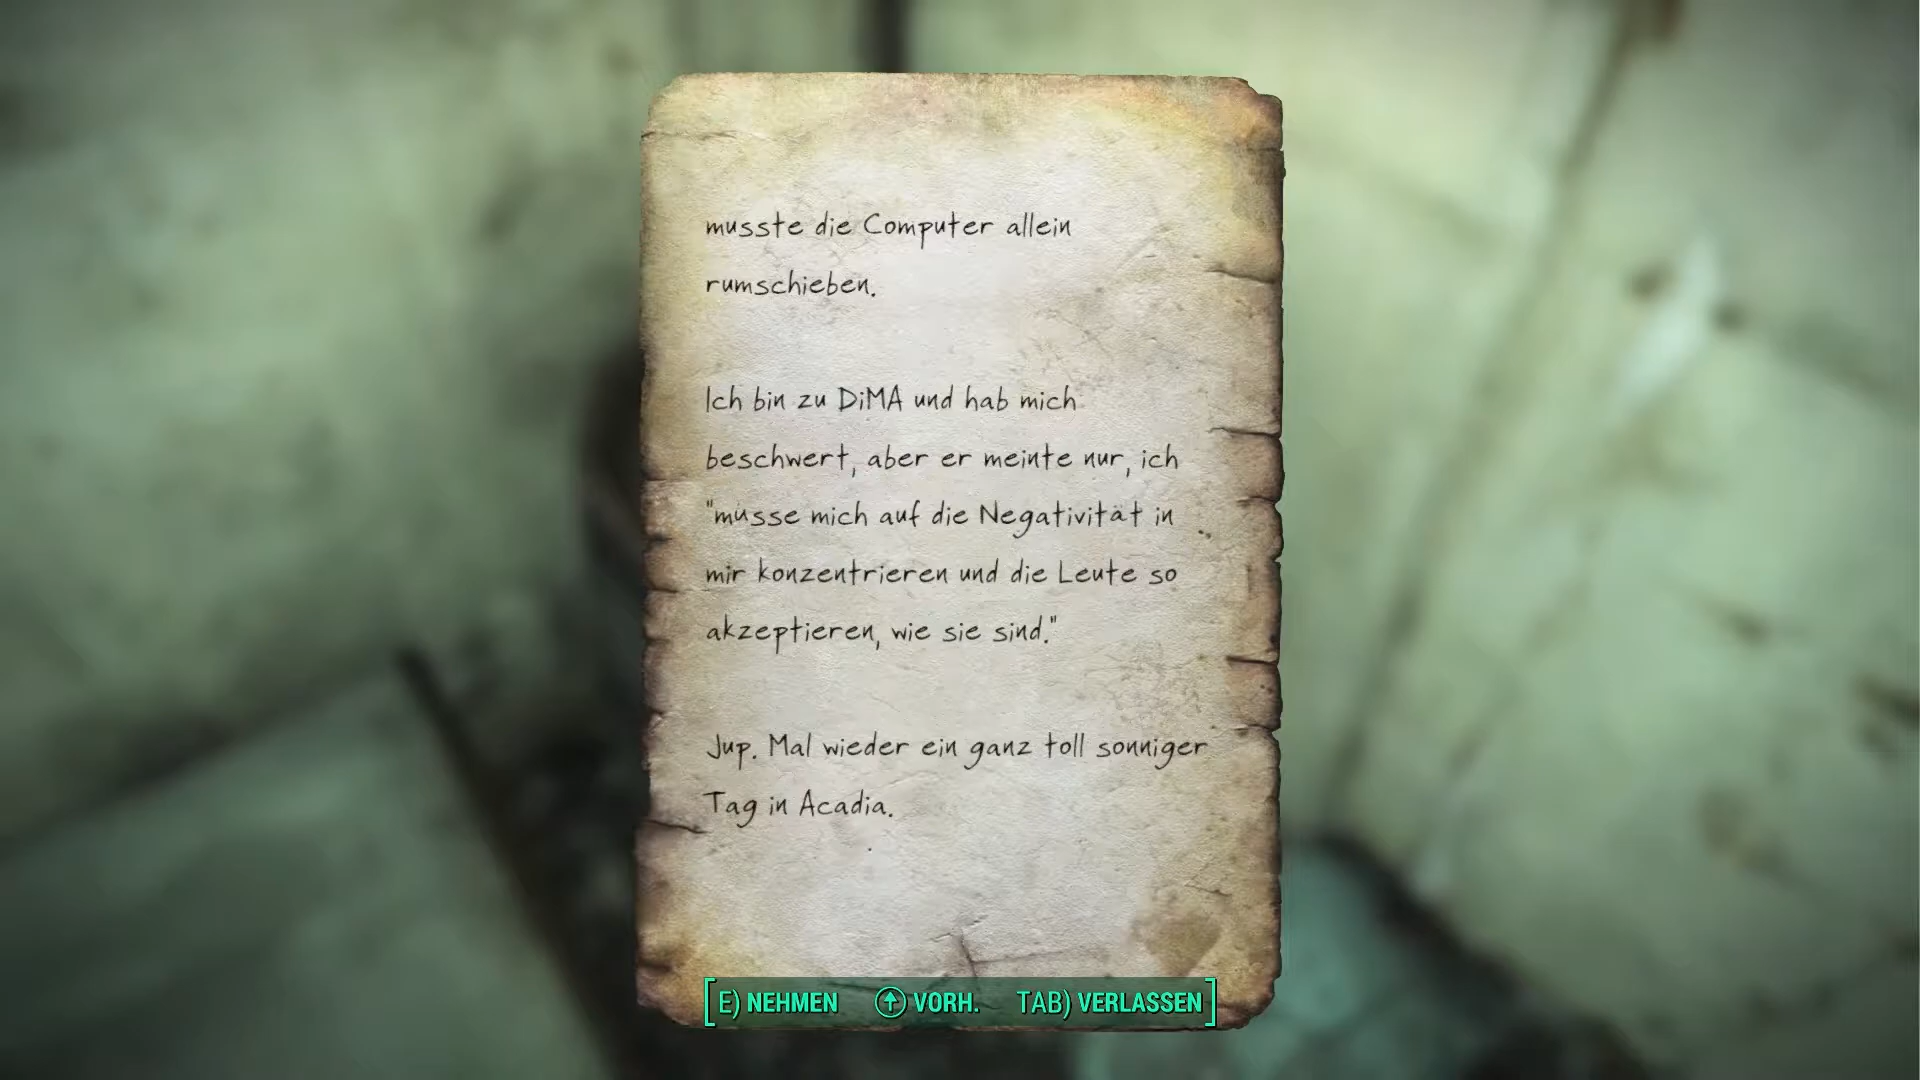 musste die Computer allein
rumschieben.
Ich bin zu DiMA und hab mich
beschwert, aber er meinte nur, ich
"musse mich auf die Negativität in
mir konzentrieren und die Leute so
akzeptieren, wie sie sind."
Jup. Mal wieder ein ganz toll sonniger
Tag in Acadia.
E) NEHMEN VORH. TAB) VERLASSEN